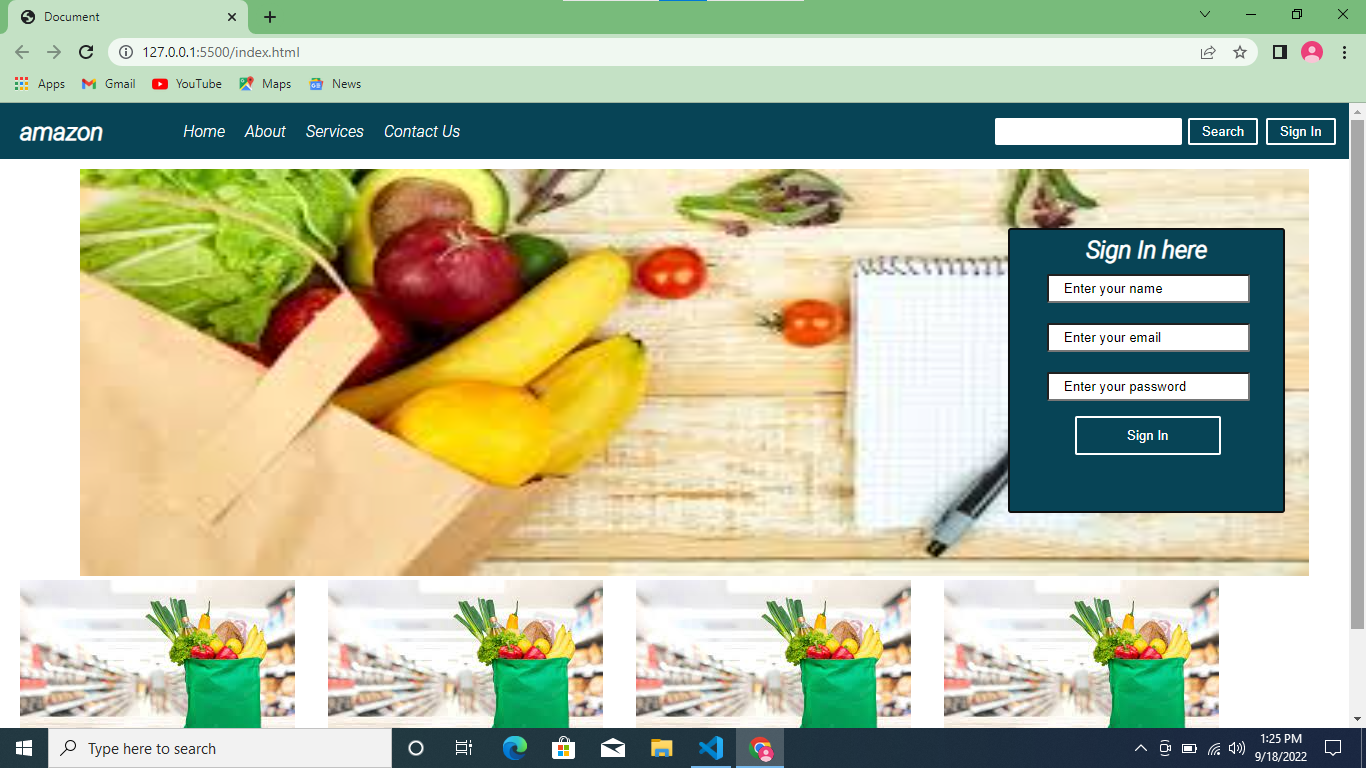 Document
127.0.0.1:5500/index.html
Apps Gmail YouTube Maps News
amazon Home About Services Contact Us Search Sign In
Sign In here
Enter your name
Enter your email
Enter your password
Sign In
Type here to search
1:25 PM
9/18/2022